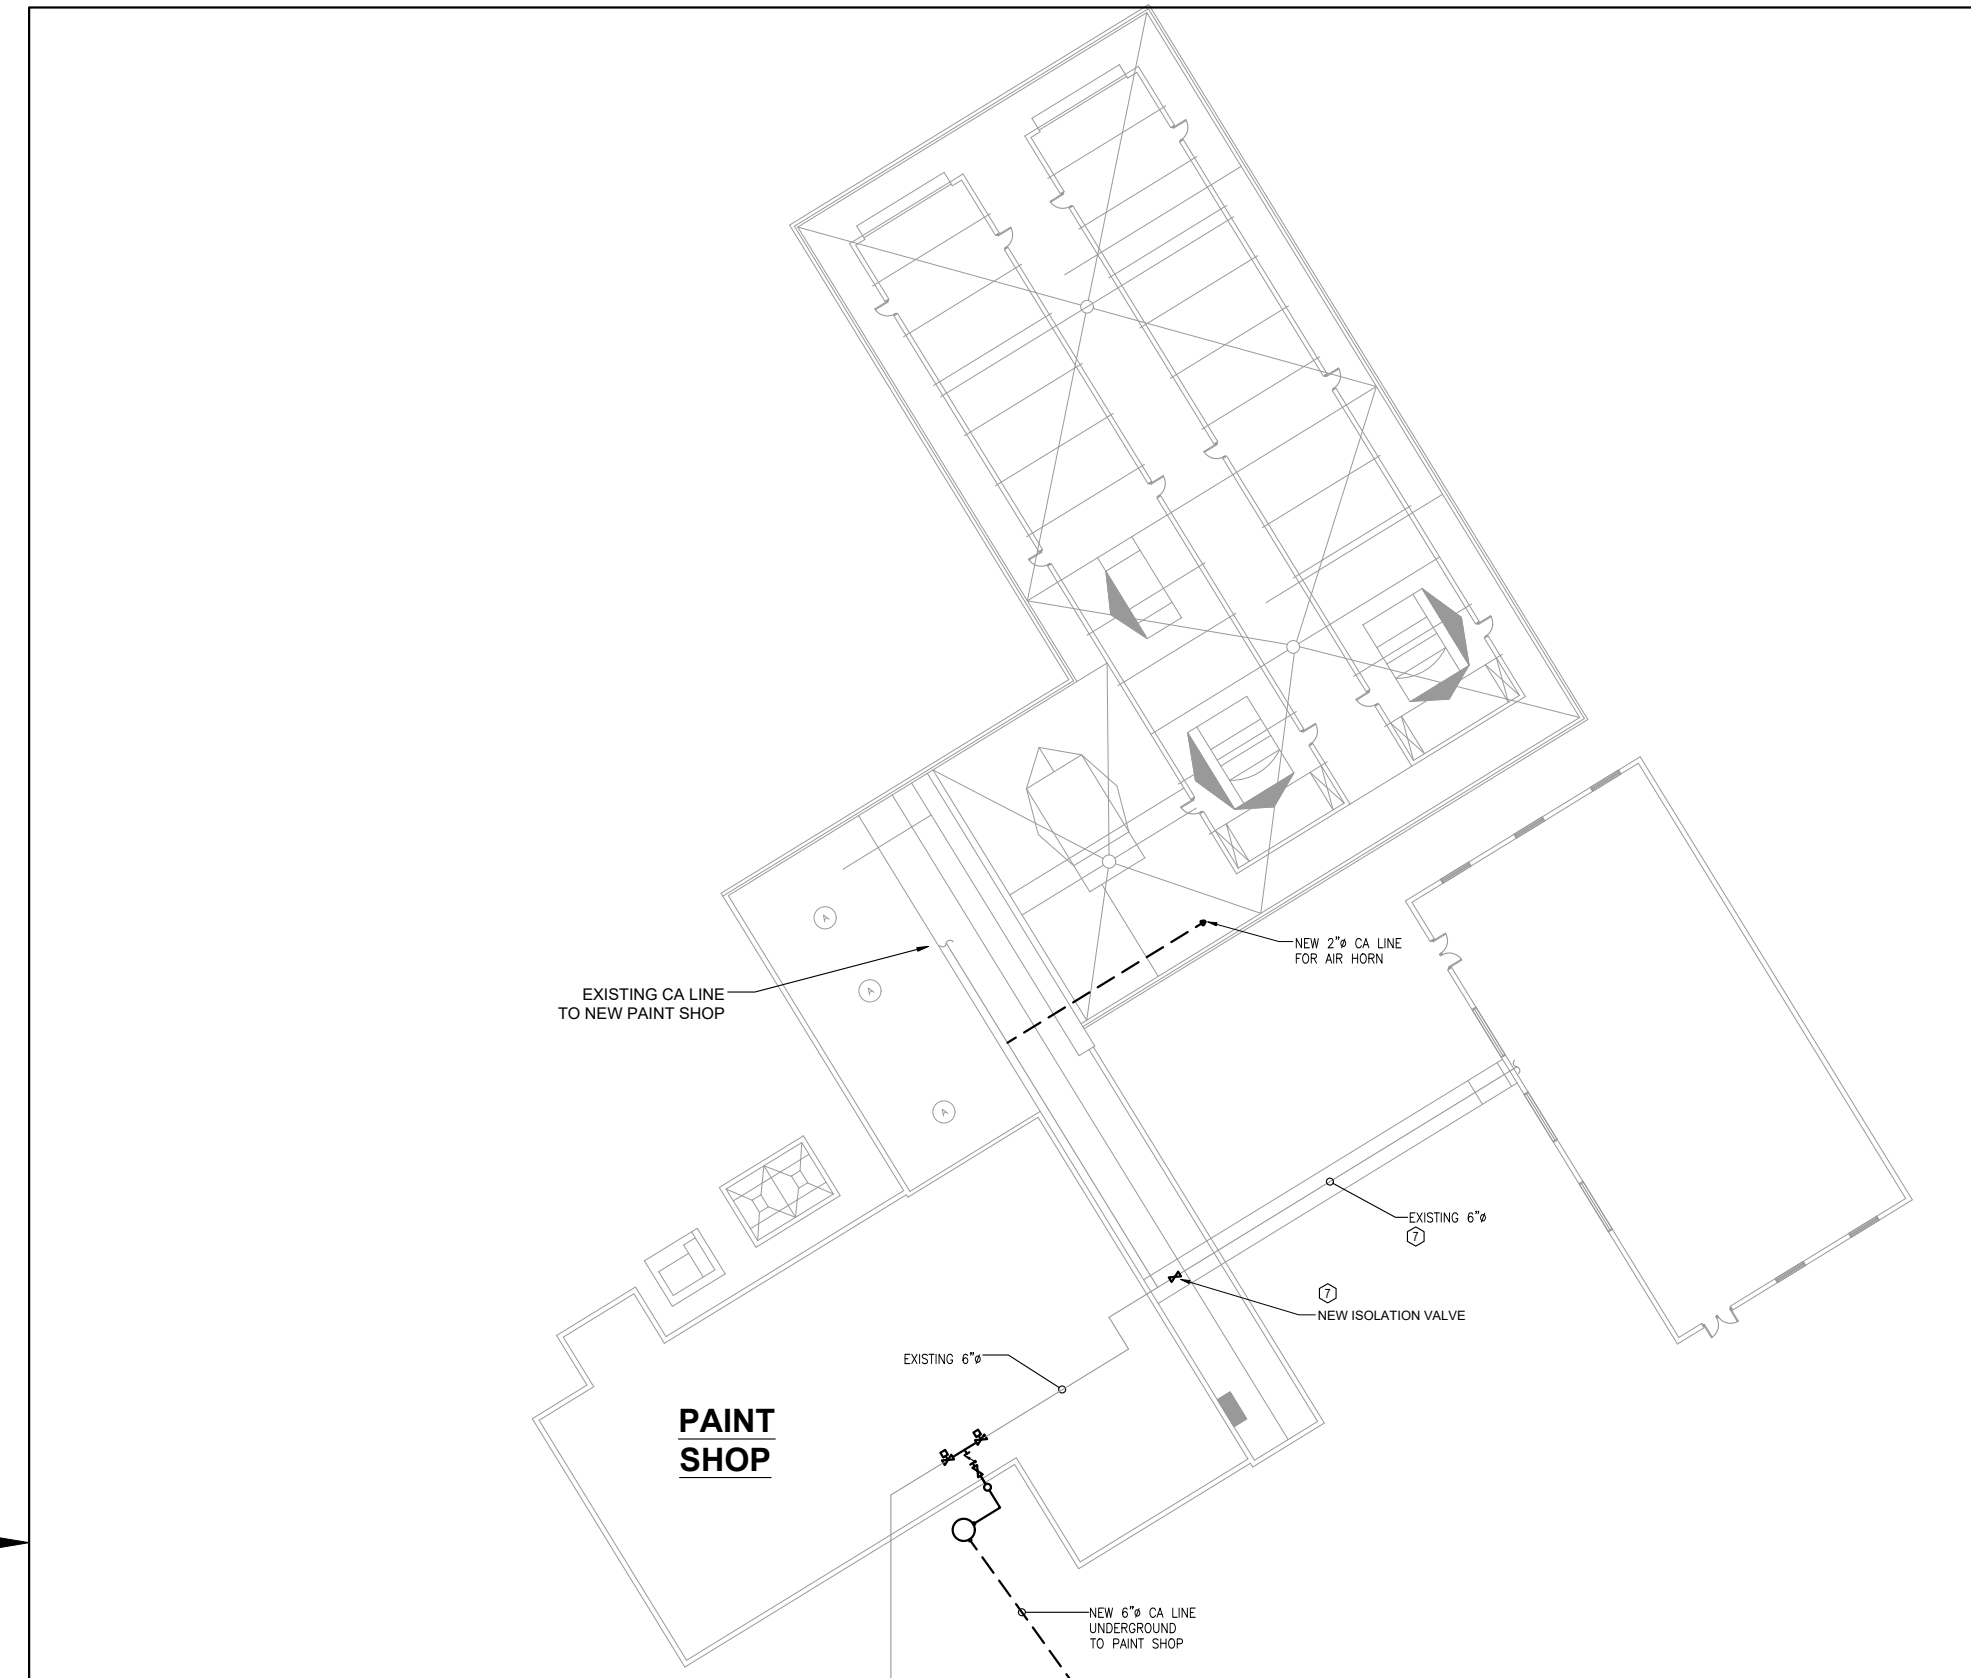 NEW 2"ø CA LINE
FOR AIR HORN
A
EXISTING CA LINE
TO NEW PAINT SHOP
A
A
EXISTING 6"ø
7
7
NEW ISOLATION VALVE
EXISTING 6"ø
PAINT
SHOP
NEW 6"ø CA LINE
UNDERGROUND
TO PAINT SHOP